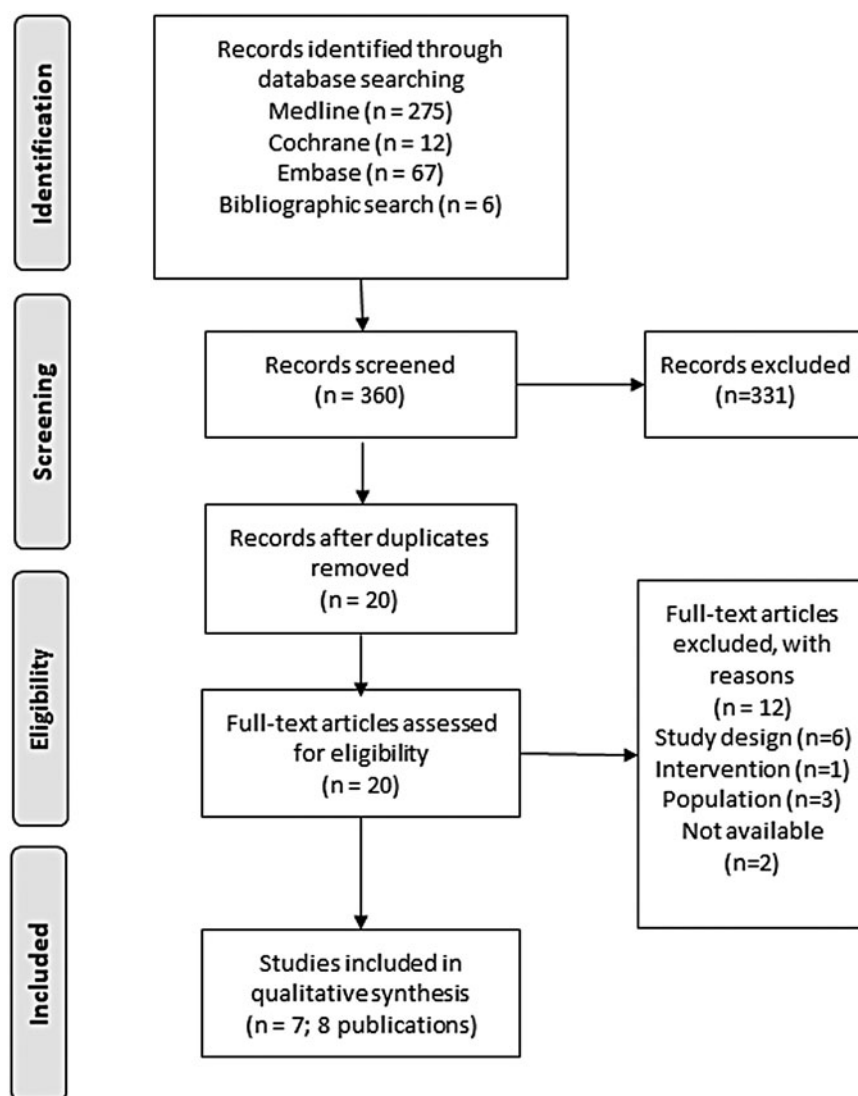 Identification
Records identified through
database searching
Medline (n = 275)
Cochrane (n = 12)
Embase (n = 67)
Bibliographic search (n = 6)
Screening
Records screened
(n = 360)
Records excluded
(n=331)
Records after duplicates
removed
(n = 20)
Eligibility
Full-text articles assessed
for eligibility
(n = 20)
Full-text articles
excluded, with
reasons
(n = 12)
Study design (n=6)
Intervention (n=1)
Population (n=3)
Not available
(n=2)
Included
Studies included in
qualitative synthesis
(n = 7; 8 publications)